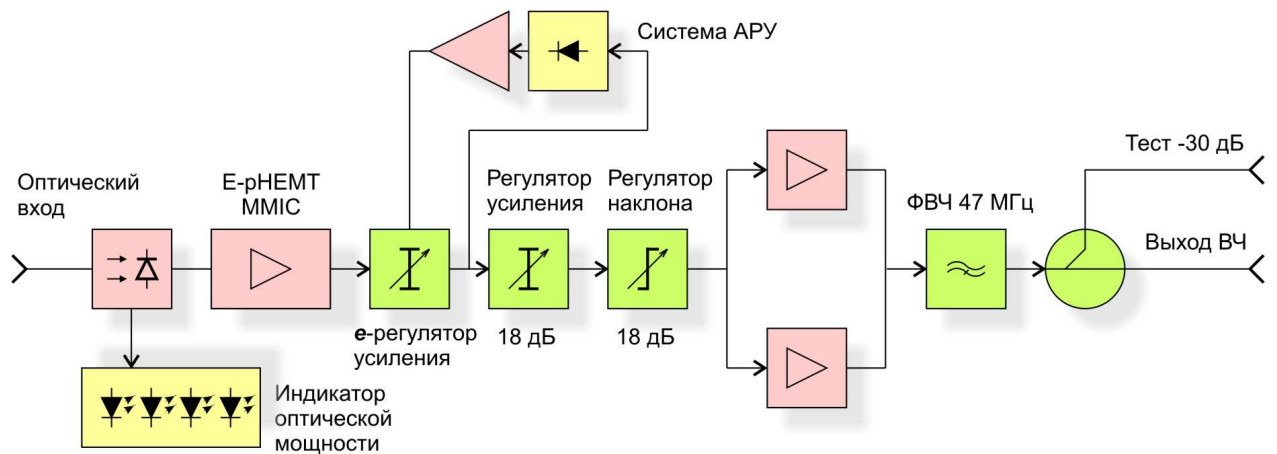 Система АРУ
Оптический
вход
E-pHEMT
MMIC
Регулятор
усиления
Регулятор
наклона
Тест -30 дБ
ФВЧ 47 МГц
Выход ВЧ
e-регулятор
усиления
18 дБ
18 дБ
Индикатор
оптической
мощности